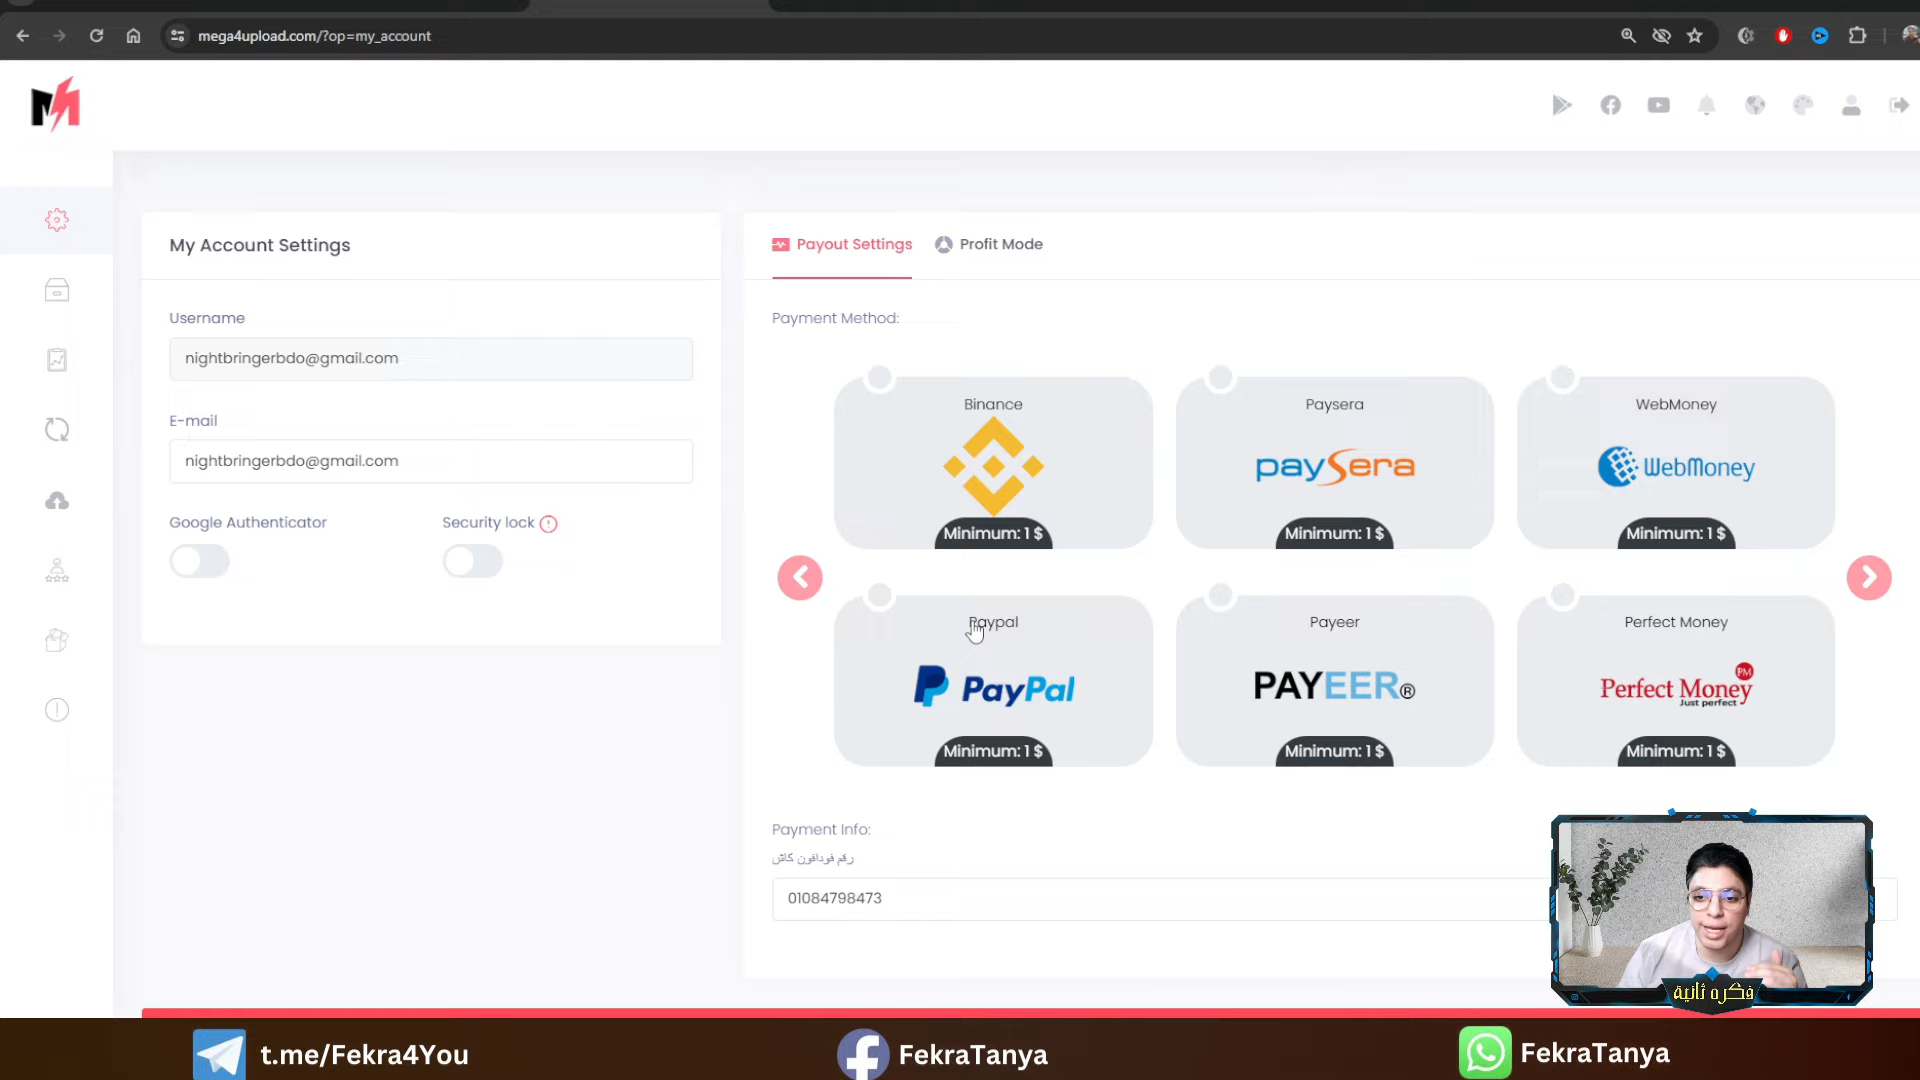 mega4upload.com/?op=my_account
My Account Settings
Username
nightbringerbdo@gmail.com
E-mail
nightbringerbdo@gmail.com
Google Authenticator
Security lock
Payout Settings
Profit Mode
Payment Method:
Binance
Minimum: 1 $
Paysera
paysera
Minimum: 1 $
WebMoney
WebMoney
Minimum: 1 $
Paypal
PayPal
Minimum: 1 $
Payeer
PAYEER®
Minimum: 1 $
Perfect Money
PM
Perfect Money
Just perfect
Minimum: 1 $
Payment Info:
رقم فودافون كاش
01084798473
فكره ثانية
t.me/Fekra4You
FekraTanya
FekraTanya